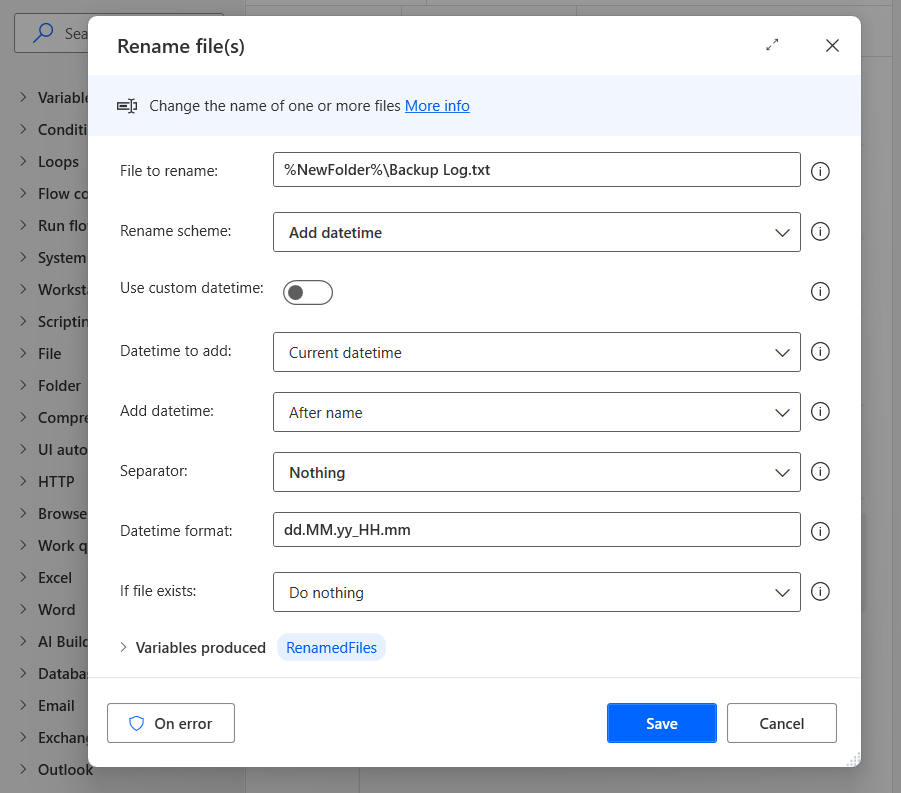 Sea
Rename file(s)
Change the name of one or more files More info
File to rename: %NewFolder%\Backup Log.txt
Rename scheme: Add datetime
Use custom datetime:
Datetime to add: Current datetime
Add datetime: After name
Separator: Nothing
Datetime format: dd.MM.yy_HH.mm
If file exists: Do nothing
Variables produced RenamedFiles
On error Save Cancel
Variable
Conditi
Loops
Flow co
Run flo
System
Worksta
Scriptin
File
Folder
Compre
UI auto
HTTP
Browse
Work q
Excel
Word
AI Build
Databa
Email
Exchang
Outlook